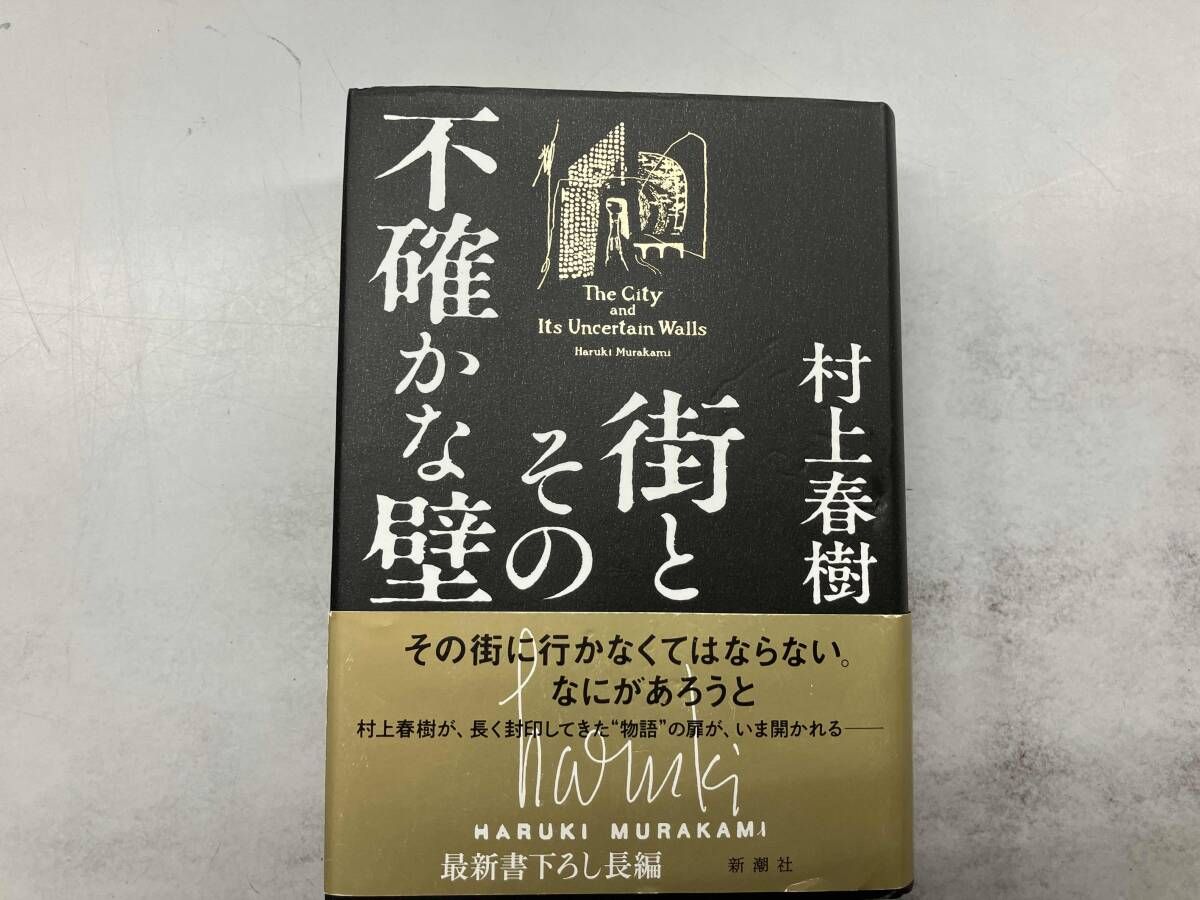 村上春樹
街と
その
不確かな壁
The City
and
Its Uncertain Walls
Haruki Murakami
その街に行かなくてはならない。
なにがあろうと
村上春樹が、長く封印してきた“物語”の扉が、いま開かれる──
haruki
HARUKI MURAKAMI
最新書下ろし長編
新潮社